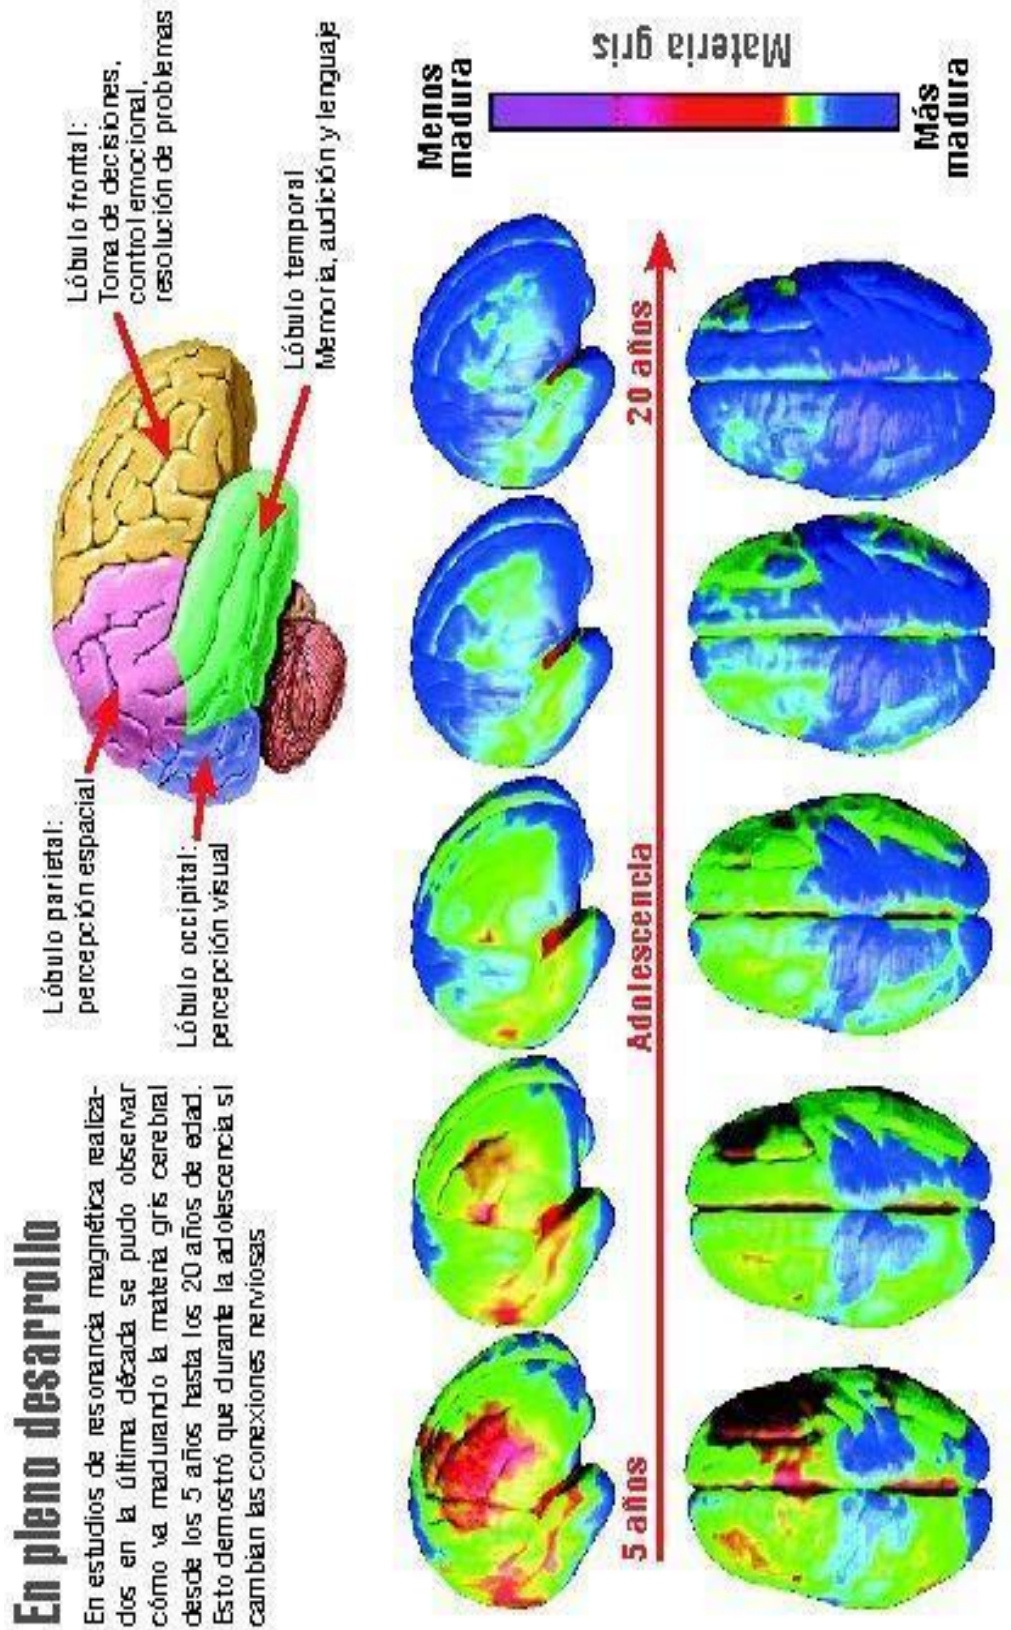 En pleno desarrollo
En estudios de resonancia magnética realiza-
dos en la última década se pudo observar
cómo va madurando la materia gris cerebral
desde los 5 años hasta los 20 años de edad.
Esto demostró que durante la adolescencia sí
cambian las conexiones nerviosas
Lóbulo parietal:
percepción espacial
Lóbulo occipital:
percepción visual
Lóbulo frontal:
Toma de decisiones,
control emocional,
resolución de problemas
Lóbulo temporal
Memoria, audición y lenguaje
5 años
Adolescencia
20 años
Menos
madura
Materia gris
Más
madura